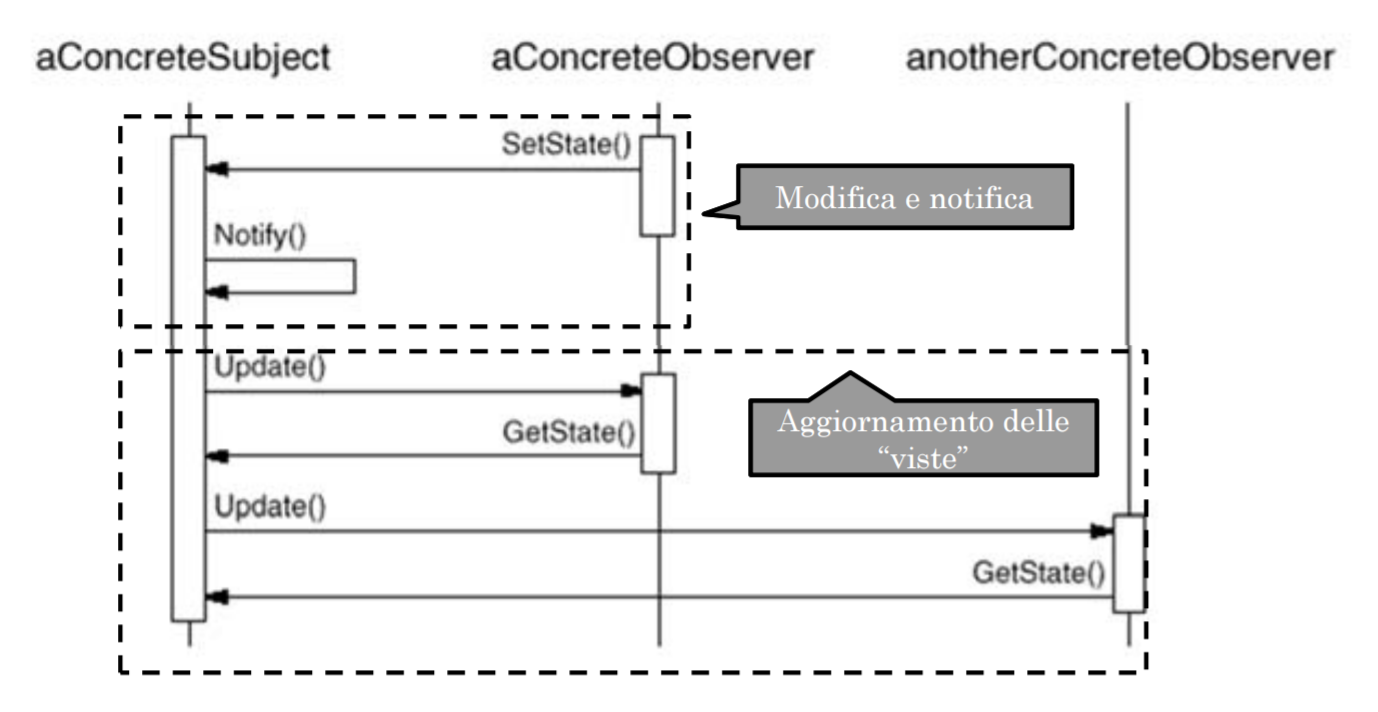 aConcreteSubject
aConcreteObserver
anotherConcreteObserver
SetState()
Modifica e notifica
Notify()
Update()
Aggiornamento delle
“viste”
GetState()
Update()
GetState()